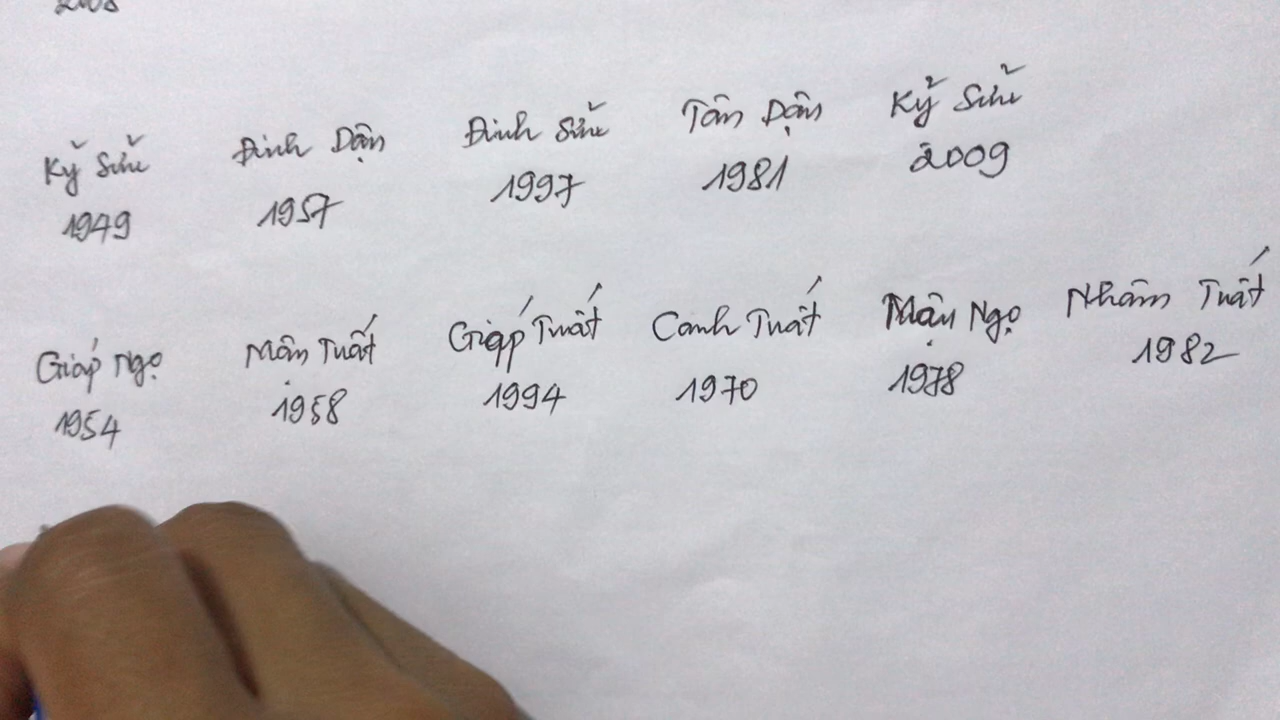 Kỷ Sửu Đinh Dậu Đinh Sửu Tân Dậu Kỷ Sửu
1949 1957 1997 1981 2009
Giáp Ngọ Mậu Tuất Giáp Tuất Canh Tuất Mậu Ngọ Nhâm Tuất
1954 1958 1994 1970 1978 1982